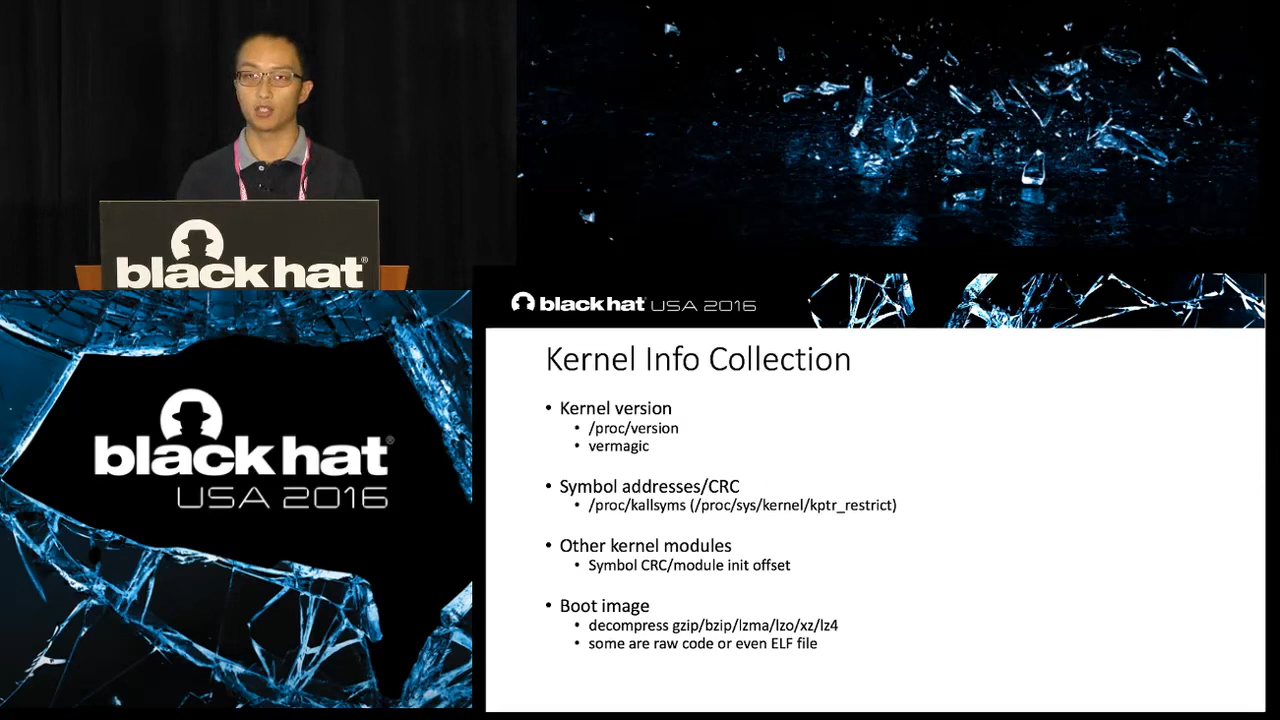 black hat®
black hat®
USA 2016
black hat USA 2016
Kernel Info Collection
• Kernel version
• /proc/version
• vermagic
• Symbol addresses/CRC
• /proc/kallsyms (/proc/sys/kernel/kptr_restrict)
• Other kernel modules
• Symbol CRC/module init offset
• Boot image
• decompress gzip/bzip/lzma/lzo/xz/lz4
• some are raw code or even ELF file